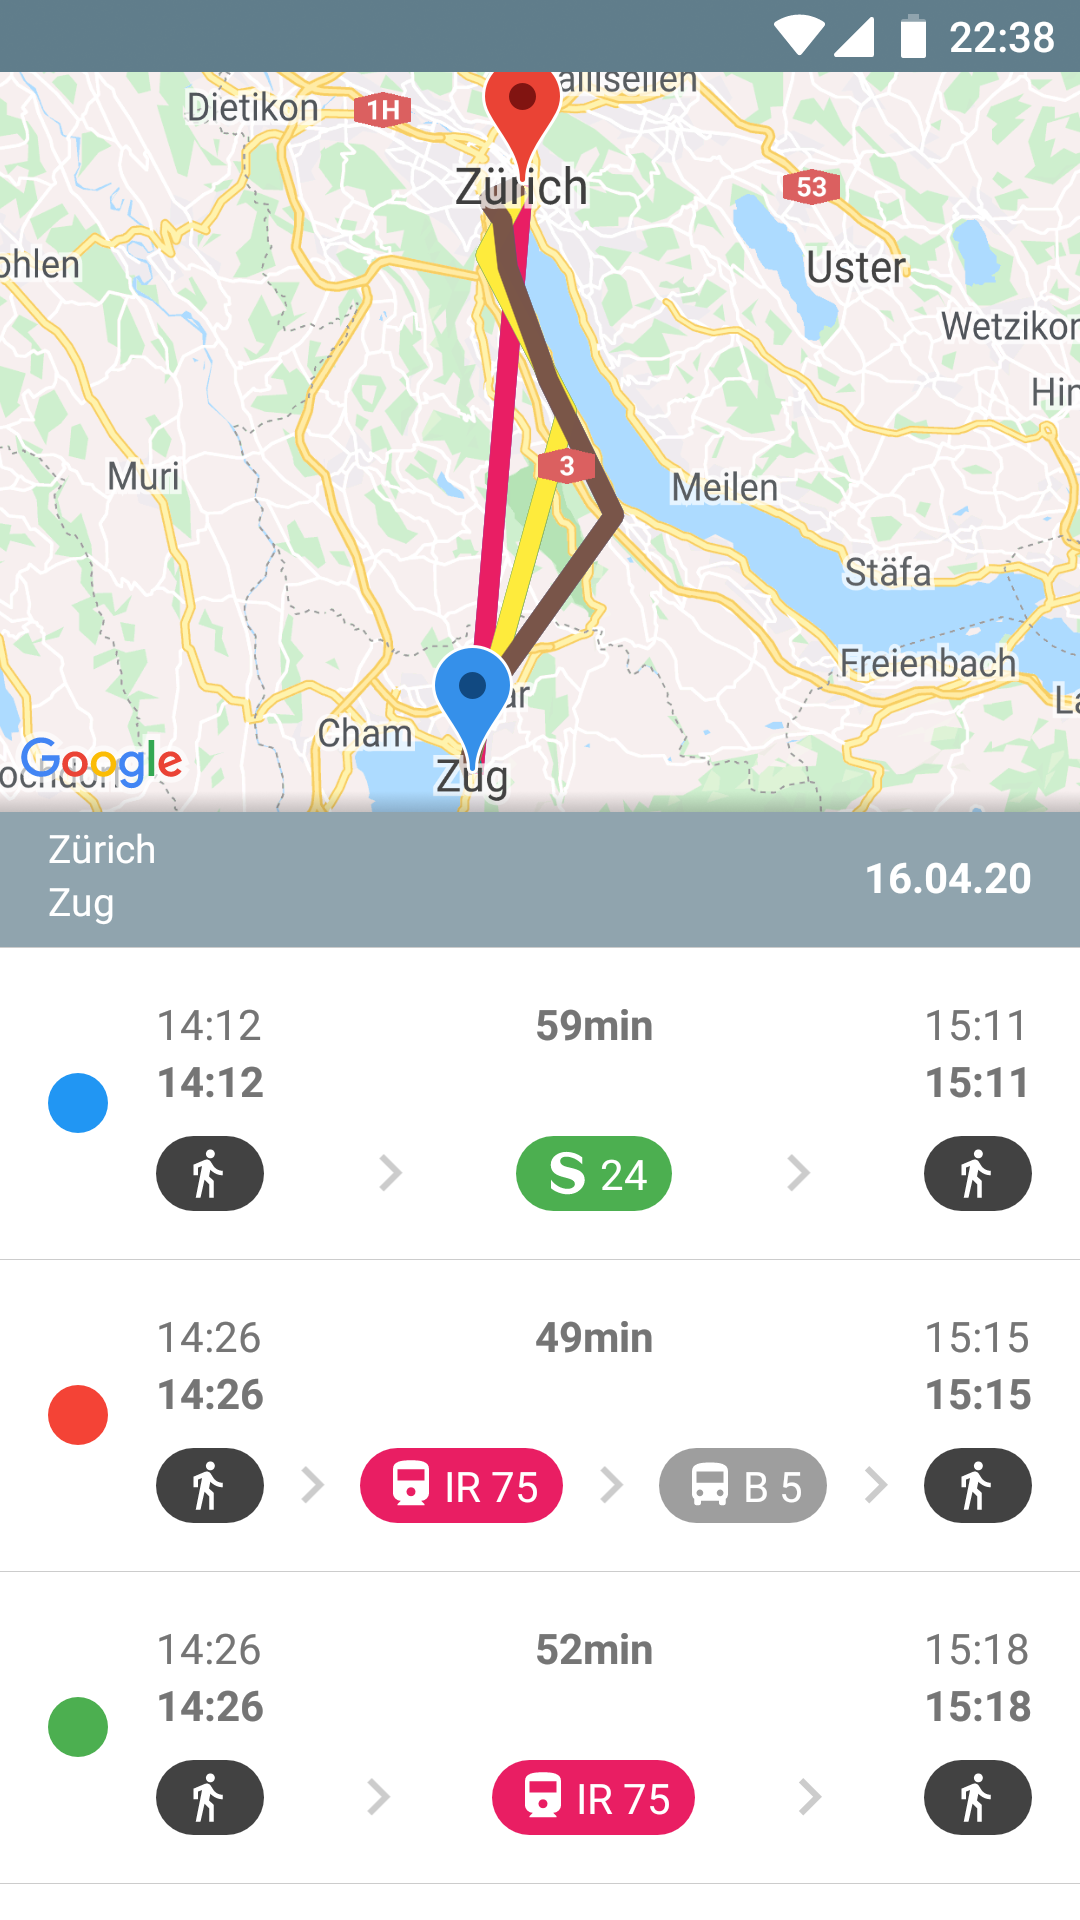 22:38
allisellen
Dietikon
1H
Zürich
53
ohlen
Uster
Wetzikon
Hin
3
Muri
Meilen
Stäfa
Freienbach
La
ar
Cham
Google
ochdorf
Zug
Zürich
Zug
16.04.20
14:12 59min 15:11
14:12 15:11
S 24
14:26 49min 15:15
14:26 15:15
IR 75 B 5
14:26 52min 15:18
14:26 15:18
IR 75